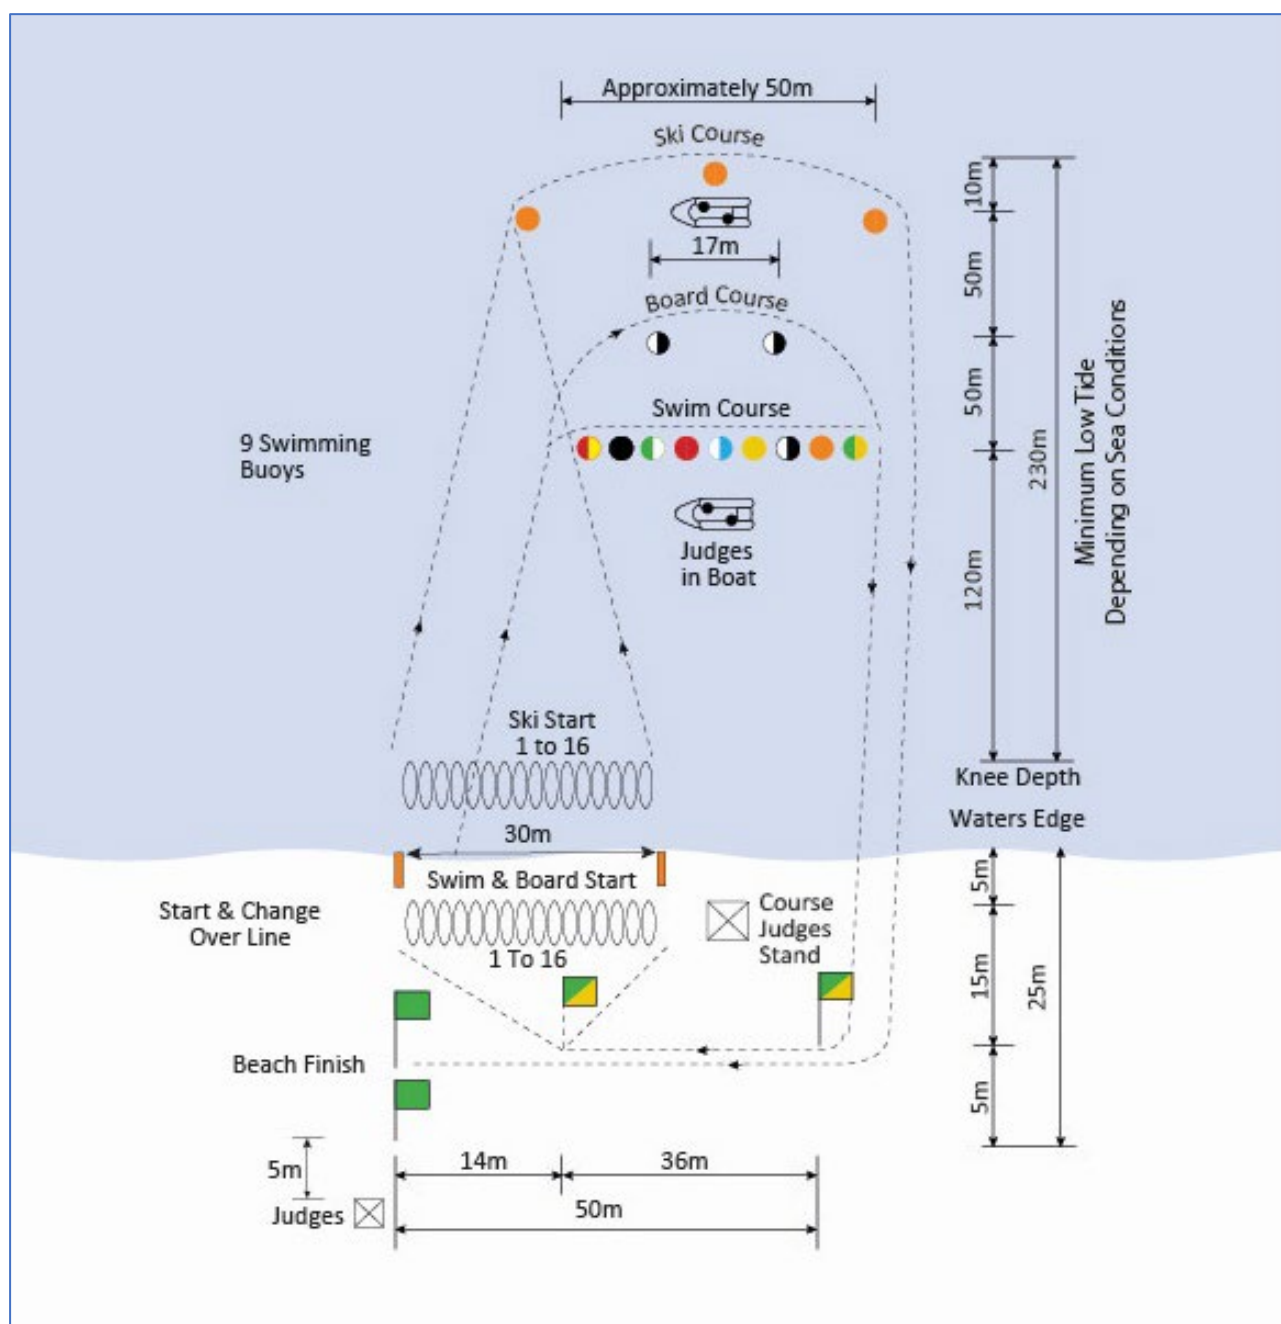 Approximately 50m
Ski Course
10m
17m
50m
Board Course
50m
Swim Course
9 Swimming
Buoys
230m
Minimum Low Tide
Depending on Sea Conditions
Judges
in Boat
120m
Ski Start
1 to 16
Knee Depth
Waters Edge
30m
Swim & Board Start
5m
Start & Change
Over Line
Course
Judges
Stand
1 To 16
15m
25m
Beach Finish
5m
5m
14m
36m
Judges
50m